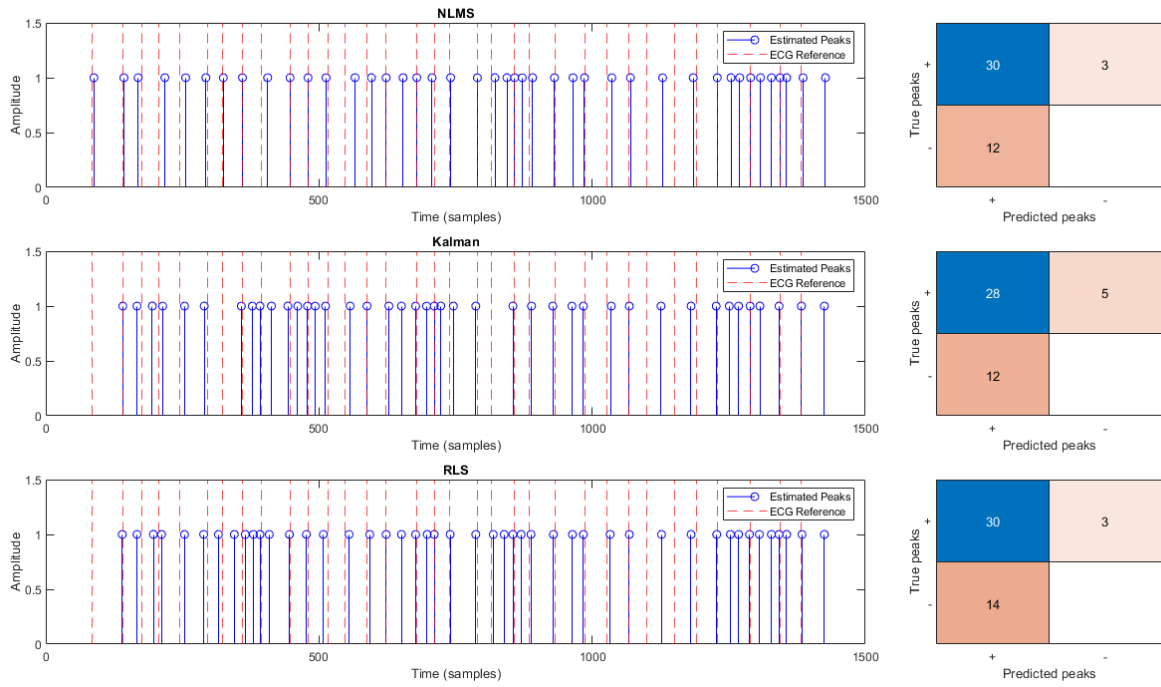 NLMS
1.5
1
0.5
0
Amplitude
0
500
1000
1500
Time (samples)
Estimated Peaks
ECG Reference
30
3
12
+
-
True peaks
+
-
Predicted peaks
Kalman
1.5
1
0.5
0
Amplitude
0
500
1000
1500
Time (samples)
Estimated Peaks
ECG Reference
28
5
12
+
-
True peaks
+
-
Predicted peaks
RLS
1.5
1
0.5
0
Amplitude
0
500
1000
1500
Time (samples)
Estimated Peaks
ECG Reference
30
3
14
+
-
True peaks
+
-
Predicted peaks